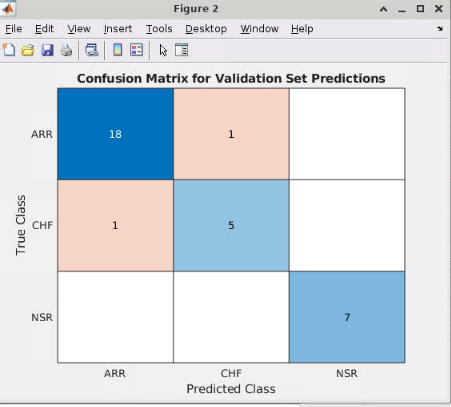 Figure 2
File Edit View Insert Tools Desktop Window Help
Confusion Matrix for Validation Set Predictions
True Class
ARR 18 1
CHF 1 5
NSR 7
ARR CHF NSR
Predicted Class